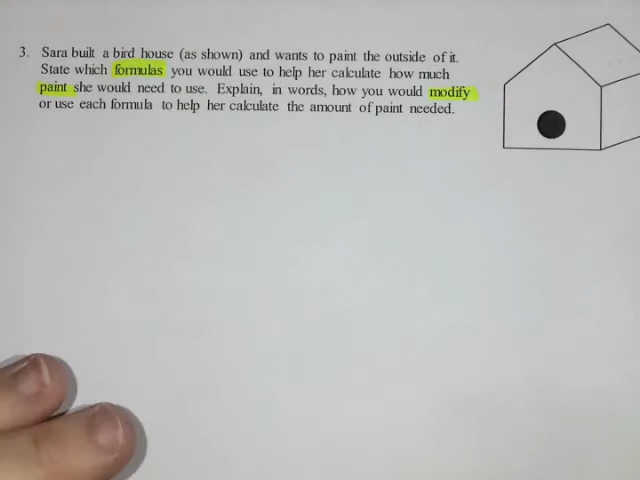 3. Sara built a bird house (as shown) and wants to paint the outside of it.
State which formulas you would use to help her calculate how much
paint she would need to use. Explain, in words, how you would modify
or use each formula to help her calculate the amount of paint needed.